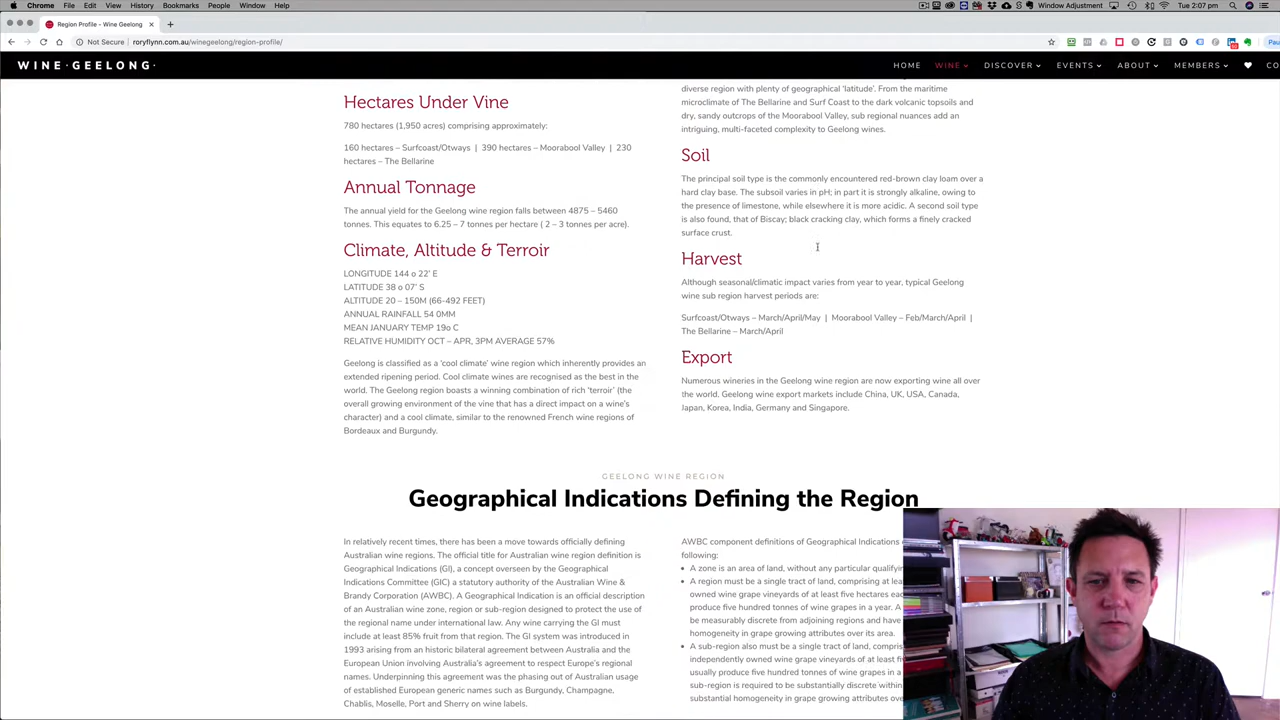 Chrome File Edit View History Bookmarks People Window Help
Window Adjustment
Tue 2:07 pm
Region Profile - Wine Geelong
Not Secure | roryflynn.com.au/winegeelong/region-profile/
Pau
WINE·GEELONG·
HOME WINE DISCOVER EVENTS ABOUT MEMBERS CO
Hectares Under Vine
780 hectares (1,950 acres) comprising approximately:
160 hectares – Surfcoast/Otways | 390 hectares – Moorabool Valley | 230
hectares – The Bellarine
Annual Tonnage
The annual yield for the Geelong wine region falls between 4875 – 5460
tonnes. This equates to 6.25 – 7 tonnes per hectare ( 2 – 3 tonnes per acre).
Climate, Altitude & Terroir
LONGITUDE 144 o 22' E
LATITUDE 38 o 07' S
ALTITUDE 20 – 150M (66-492 FEET)
ANNUAL RAINFALL 54 0MM
MEAN JANUARY TEMP 19o C
RELATIVE HUMIDITY OCT – APR, 3PM AVERAGE 57%
Geelong is classified as a 'cool climate' wine region which inherently provides an
extended ripening period. Cool climate wines are recognised as the best in the
world. The Geelong region boasts a winning combination of rich 'terroir' (the
overall growing environment of the vine that has a direct impact on a wine's
character) and a cool climate, similar to the renowned French wine regions of
Bordeaux and Burgundy.
diverse region with plenty of geographical 'latitude'. From the maritime
microclimate of The Bellarine and Surf Coast to the dark volcanic topsoils and
dry, sandy outcrops of the Moorabool Valley, sub regional nuances add an
intriguing, multi-faceted complexity to Geelong wines.
Soil
The principal soil type is the commonly encountered red-brown clay loam over a
hard clay base. The subsoil varies in pH; in part it is strongly alkaline, owing to
the presence of limestone, while elsewhere it is more acidic. A second soil type
is also found, that of Biscay; black cracking clay, which forms a finely cracked
surface crust.
Harvest
Although seasonal/climatic impact varies from year to year, typical Geelong
wine sub region harvest periods are:
Surfcoast/Otways – March/April/May | Moorabool Valley – Feb/March/April |
The Bellarine – March/April
Export
Numerous wineries in the Geelong wine region are now exporting wine all over
the world. Geelong wine export markets include China, UK, USA, Canada,
Japan, Korea, India, Germany and Singapore.
GEELONG WINE REGION
Geographical Indications Defining the Region
In relatively recent times, there has been a move towards officially defining
Australian wine regions. The official title for Australian wine region definition is
Geographical Indications (GI), a concept overseen by the Geographical
Indications Committee (GIC) a statutory authority of the Australian Wine &
Brandy Corporation (AWBC). A Geographical Indication is an official description
of an Australian wine zone, region or sub-region designed to protect the use of
the regional name under international law. Any wine carrying the GI must
include at least 85% fruit from that region. The GI system was introduced in
1993 arising from an historic bilateral agreement between Australia and the
European Union involving Australia's agreement to respect Europe's regional
names. Underpinning this agreement was the phasing out of Australian usage
of established European generic names such as Burgundy, Champagne,
Chablis, Moselle, Port and Sherry on wine labels.
AWBC component definitions of Geographical Indications
following:
• A zone is an area of land, without any particular qualifyin
• A region must be a single tract of land, comprising at lea
owned wine grape vineyards of at least five hectares eac
produce five hundred tonnes of wine grapes in a year. A
be measurably discrete from adjoining regions and have
homogeneity in grape growing attributes over its area.
• A sub-region also must be a single tract of land, compris
independently owned wine grape vineyards of at least fi
usually produce five hundred tonnes of wine grapes in a
sub-region is required to be substantially discrete within
substantial homogeneity in grape growing attributes ove